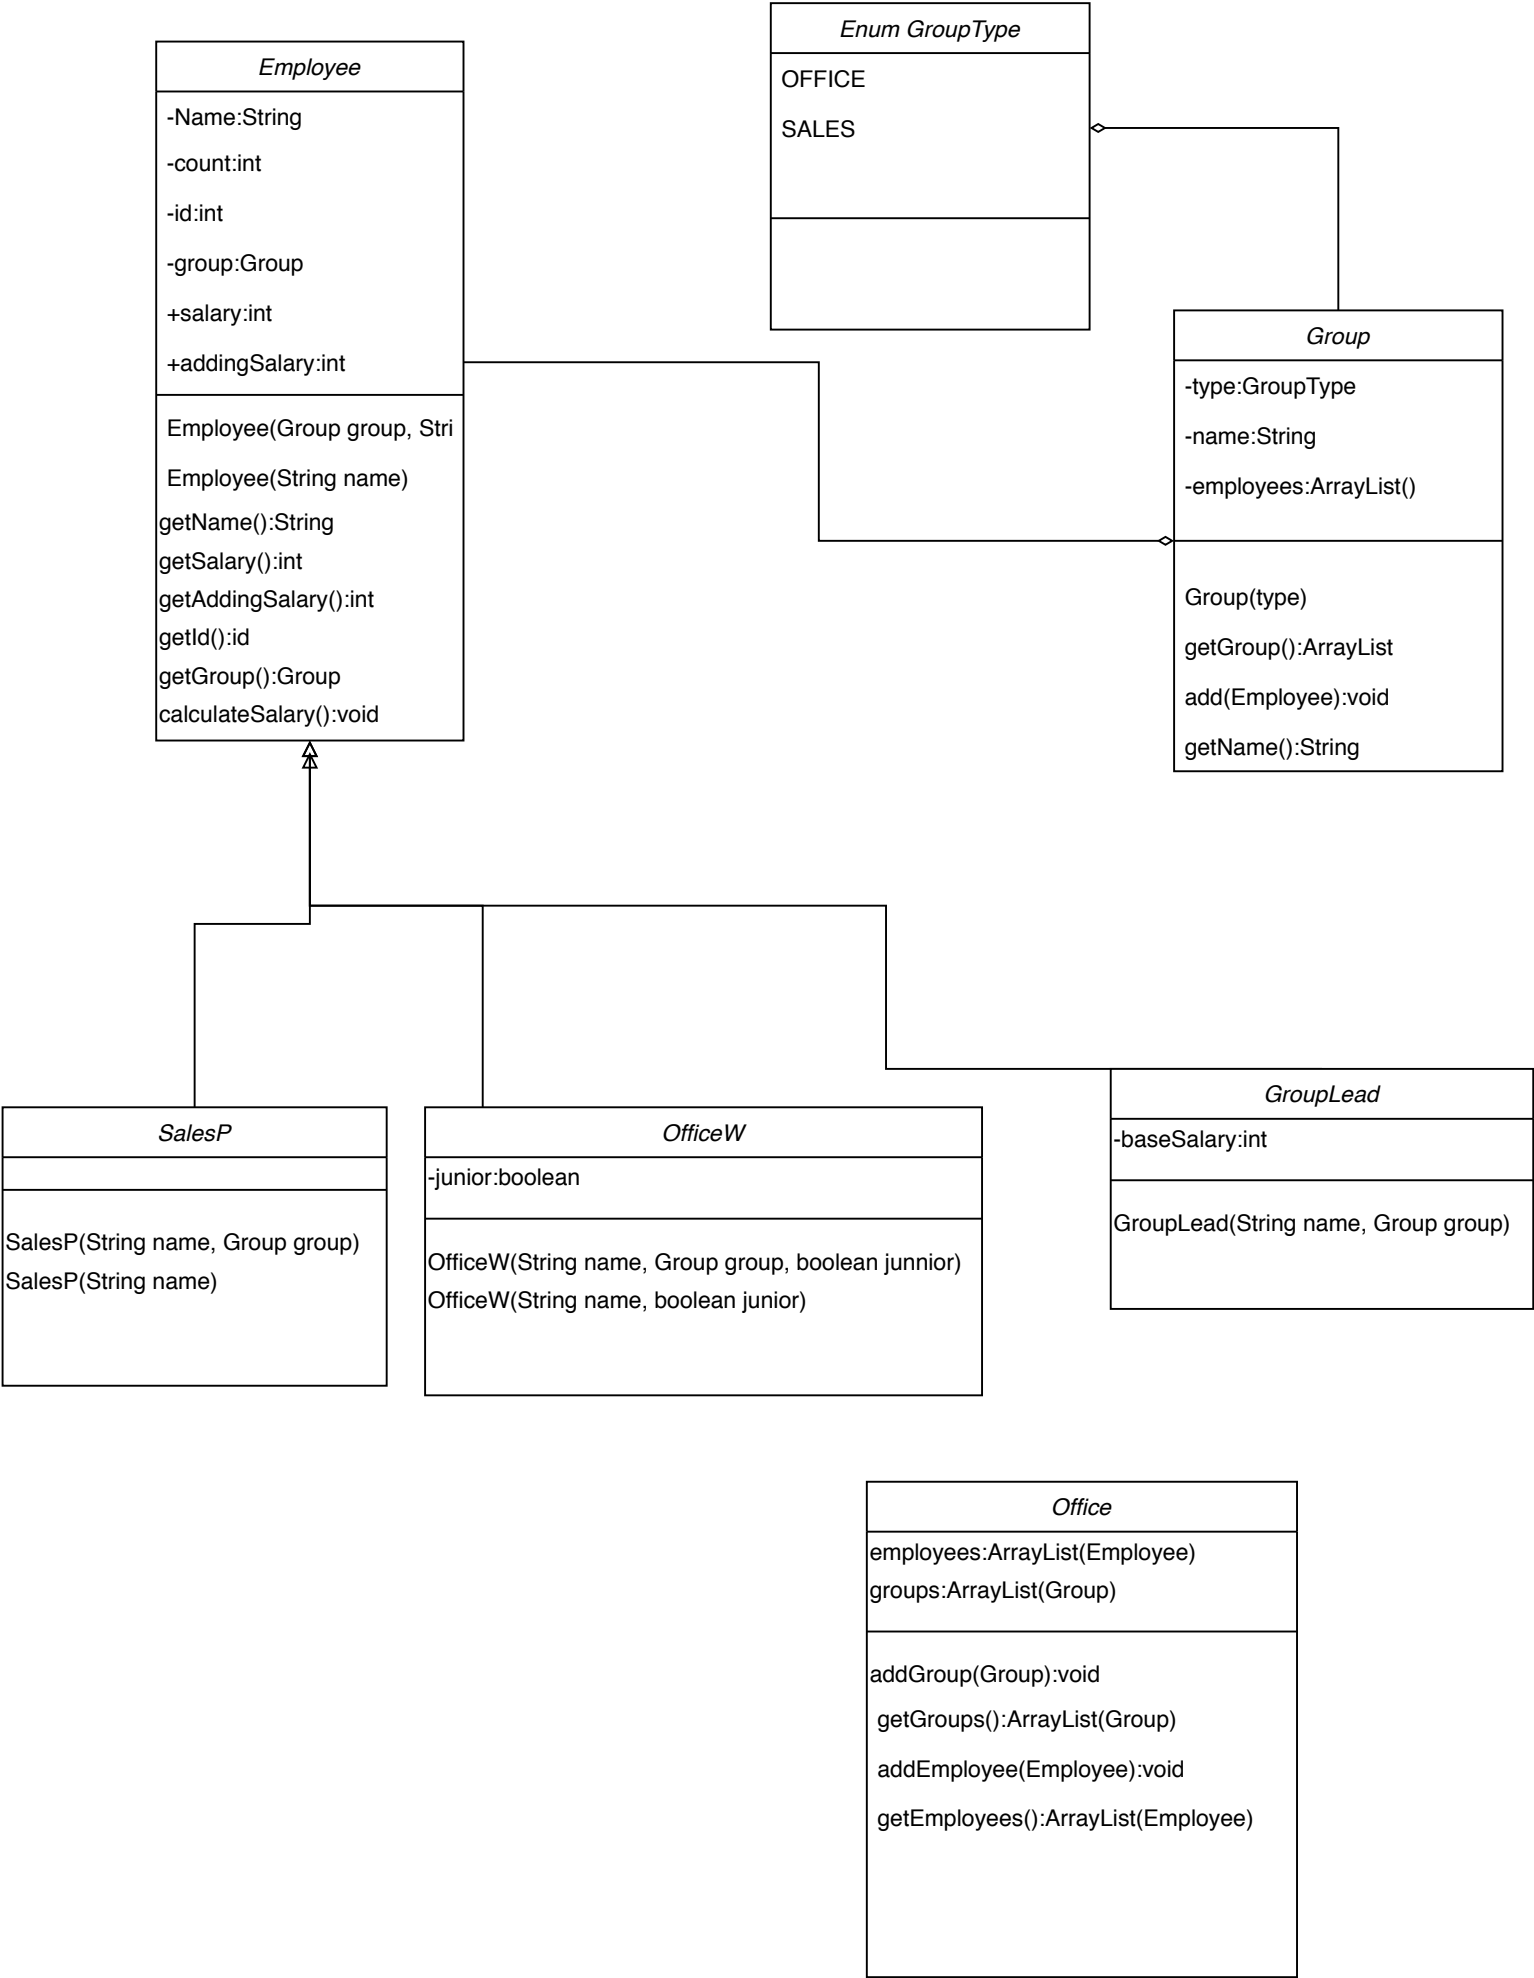 Enum GroupType
OFFICE
SALES
Employee
-Name:String
-count:int
-id:int
-group:Group
+salary:int
+addingSalary:int
Employee(Group group, Stri
Employee(String name)
getName():String
getSalary():int
getAddingSalary():int
getId():id
getGroup():Group
calculateSalary():void
Group
-type:GroupType
-name:String
-employees:ArrayList()
Group(type)
getGroup():ArrayList
add(Employee):void
getName():String
SalesP
SalesP(String name, Group group)
SalesP(String name)
OfficeW
-junior:boolean
OfficeW(String name, Group group, boolean junnior)
OfficeW(String name, boolean junior)
GroupLead
-baseSalary:int
GroupLead(String name, Group group)
Office
employees:ArrayList(Employee)
groups:ArrayList(Group)
addGroup(Group):void
getGroups():ArrayList(Group)
addEmployee(Employee):void
getEmployees():ArrayList(Employee)